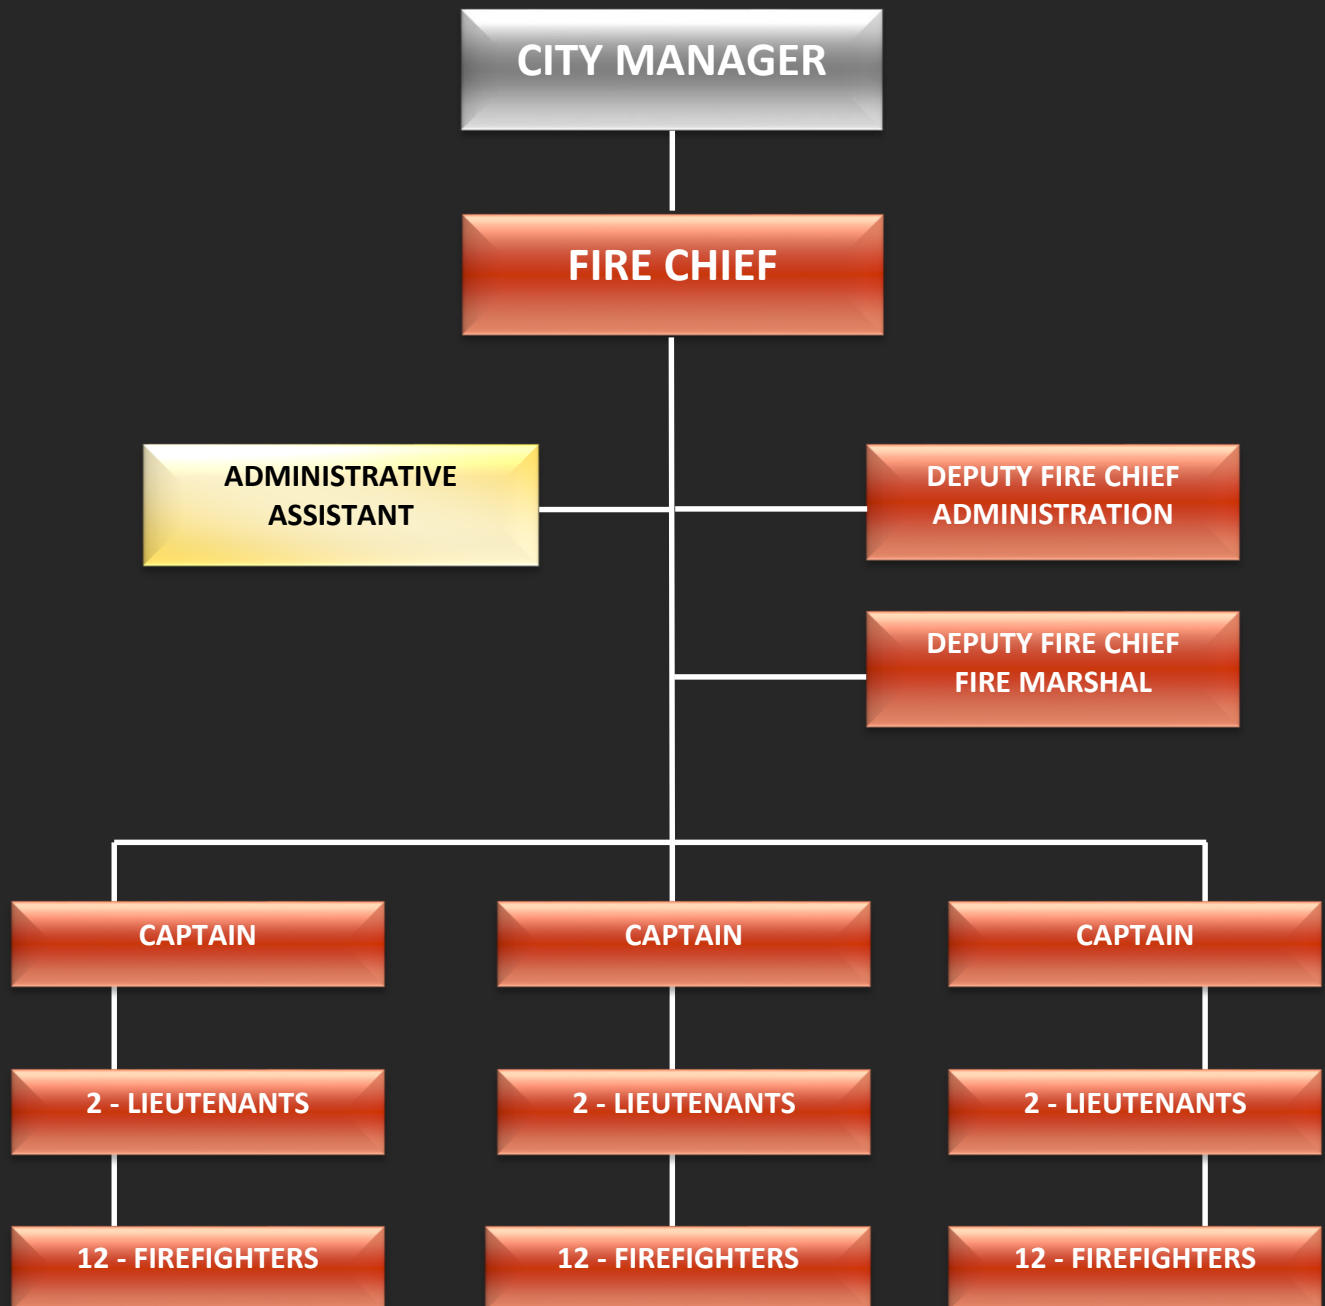 CITY MANAGER
FIRE CHIEF
ADMINISTRATIVE
ASSISTANT
DEPUTY FIRE CHIEF
ADMINISTRATION
DEPUTY FIRE CHIEF
FIRE MARSHAL
CAPTAIN
CAPTAIN
CAPTAIN
2 - LIEUTENANTS
2 - LIEUTENANTS
2 - LIEUTENANTS
12 - FIREFIGHTERS
12 - FIREFIGHTERS
12 - FIREFIGHTERS